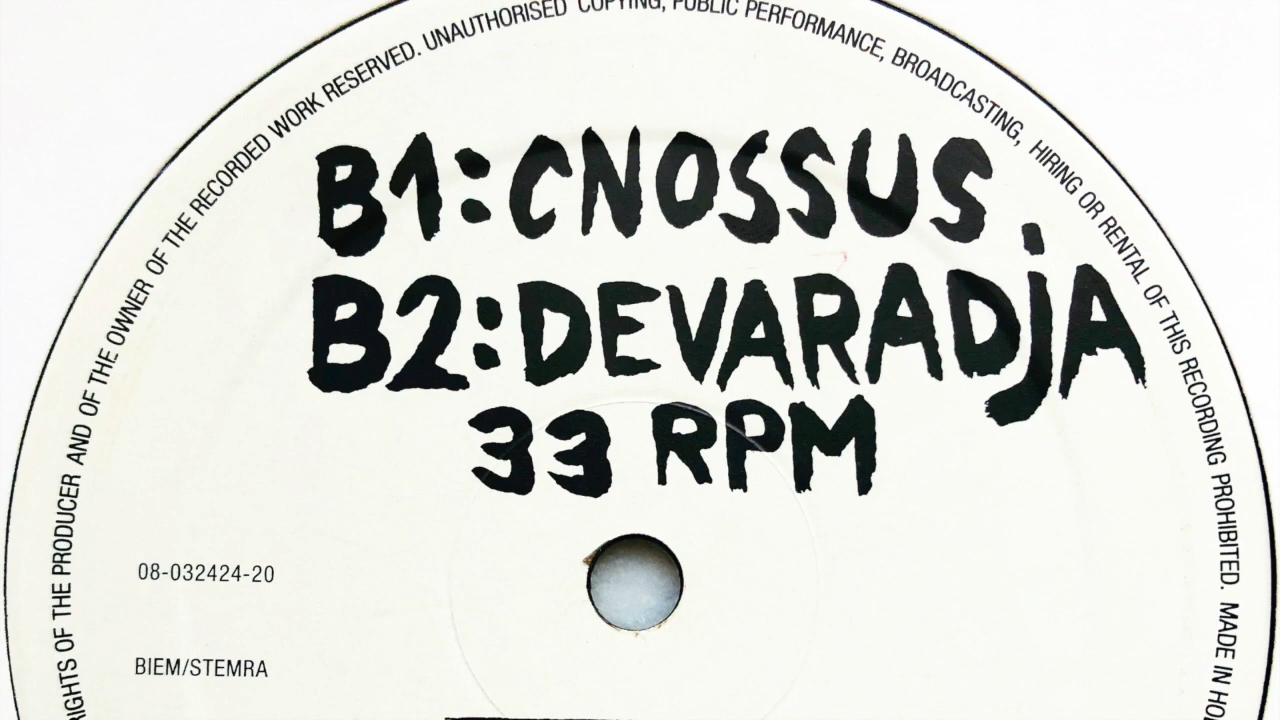 RIGHTS OF THE PRODUCER AND OF THE OWNER OF THE RECORDED WORK RESERVED. UNAUTHORISED COPYING, PUBLIC PERFORMANCE, BROADCASTING, HIRING OR RENTAL OF THIS RECORDING PROHIBITED. MADE IN
B1:CNOSSUS
B2:DEVARADjA
33 RPM
08-032424-20
BIEM/STEMRA